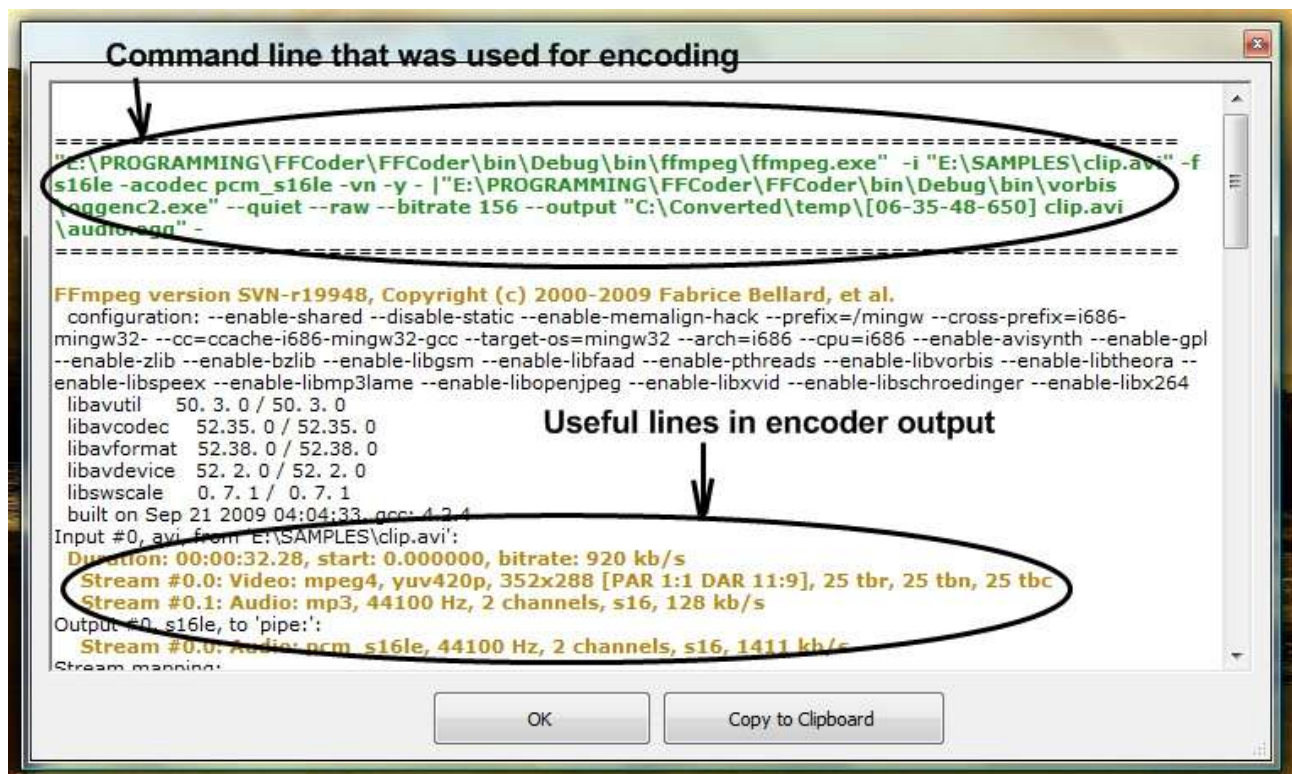 Command line that was used for encoding
================================================================
"E:\PROGRAMMING\FFCoder\FFCoder\bin\Debug\bin\ffmpeg\ffmpeg.exe" -i "E:\SAMPLES\clip.avi" -f
s16le -acodec pcm_s16le -vn -y - |"E:\PROGRAMMING\FFCoder\FFCoder\bin\Debug\bin\vorbis
\oggenc2.exe" --quiet --raw --bitrate 156 --output "C:\Converted\temp\[06-35-48-650] clip.avi
\audio.ogg" -
================================================================
FFmpeg version SVN-r19948, Copyright (c) 2000-2009 Fabrice Bellard, et al.
configuration: --enable-shared --disable-static --enable-memalign-hack --prefix=/mingw --cross-prefix=i686-
mingw32- --cc=ccache-i686-mingw32-gcc --target-os=mingw32 --arch=i686 --cpu=i686 --enable-avisynth --enable-gpl
--enable-zlib --enable-bzlib --enable-libgsm --enable-libfaad --enable-pthreads --enable-libvorbis --enable-libtheora --
enable-libspeex --enable-libmp3lame --enable-libopenjpeg --enable-libxvid --enable-libschroedinger --enable-libx264
libavutil 50. 3. 0 / 50. 3. 0
libavcodec 52.35. 0 / 52.35. 0
Useful lines in encoder output
libavformat 52.38. 0 / 52.38. 0
libavdevice 52. 2. 0 / 52. 2. 0
libswscale 0. 7. 1 / 0. 7. 1
built on Sep 21 2009 04:04:33, gcc: 4.2.4
Input #0, avi, from 'E:\SAMPLES\clip.avi':
Duration: 00:00:32.28, start: 0.000000, bitrate: 920 kb/s
Stream #0.0: Video: mpeg4, yuv420p, 352x288 [PAR 1:1 DAR 11:9], 25 tbr, 25 tbn, 25 tbc
Stream #0.1: Audio: mp3, 44100 Hz, 2 channels, s16, 128 kb/s
Output #0, s16le, to 'pipe:':
Stream #0.0: Audio: pcm_s16le, 44100 Hz, 2 channels, s16, 1411 kb/s
Stream mapping:
OK
Copy to Clipboard